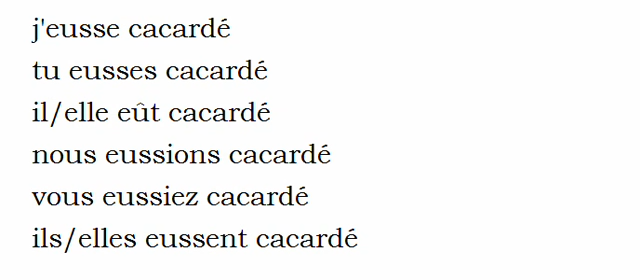 j'eusse cacardé
tu eusses cacardé
il/elle eût cacardé
nous eussions cacardé
vous eussiez cacardé
ils/elles eussent cacardé